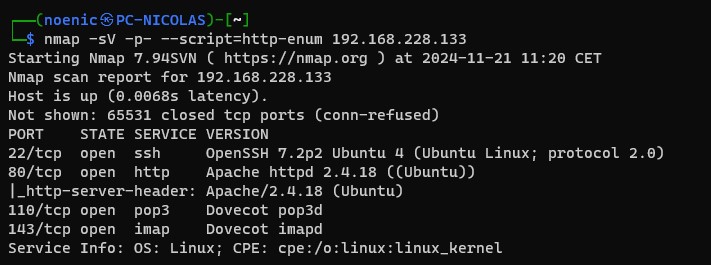 ┌──(noenic㉿PC-NICOLAS)-[~]
└─$ nmap -sV -p- --script=http-enum 192.168.228.133
Starting Nmap 7.94SVN ( https://nmap.org ) at 2024-11-21 11:20 CET
Nmap scan report for 192.168.228.133
Host is up (0.0068s latency).
Not shown: 65531 closed tcp ports (conn-refused)
PORT    STATE SERVICE VERSION
22/tcp  open  ssh     OpenSSH 7.2p2 Ubuntu 4 (Ubuntu Linux; protocol 2.0)
80/tcp  open  http    Apache httpd 2.4.18 ((Ubuntu))
|_http-server-header: Apache/2.4.18 (Ubuntu)
110/tcp open  pop3    Dovecot pop3d
143/tcp open  imap    Dovecot imapd
Service Info: OS: Linux; CPE: cpe:/o:linux:linux_kernel